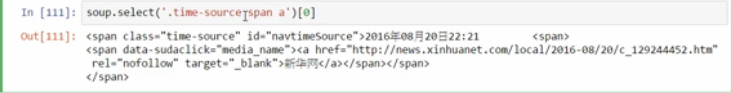 In [111]: soup.select('.time-source span a')[0]
Out[111]: <span class="time-source" id="navtimeSource">2016年08月20日22:21 <span>
<span data-sudaclick="media_name"><a href="http://news.xinhuanet.com/local/2016-08/20/c_129244452.htm"
rel="nofollow" target="_blank">新华网</a></span></span>
</span>